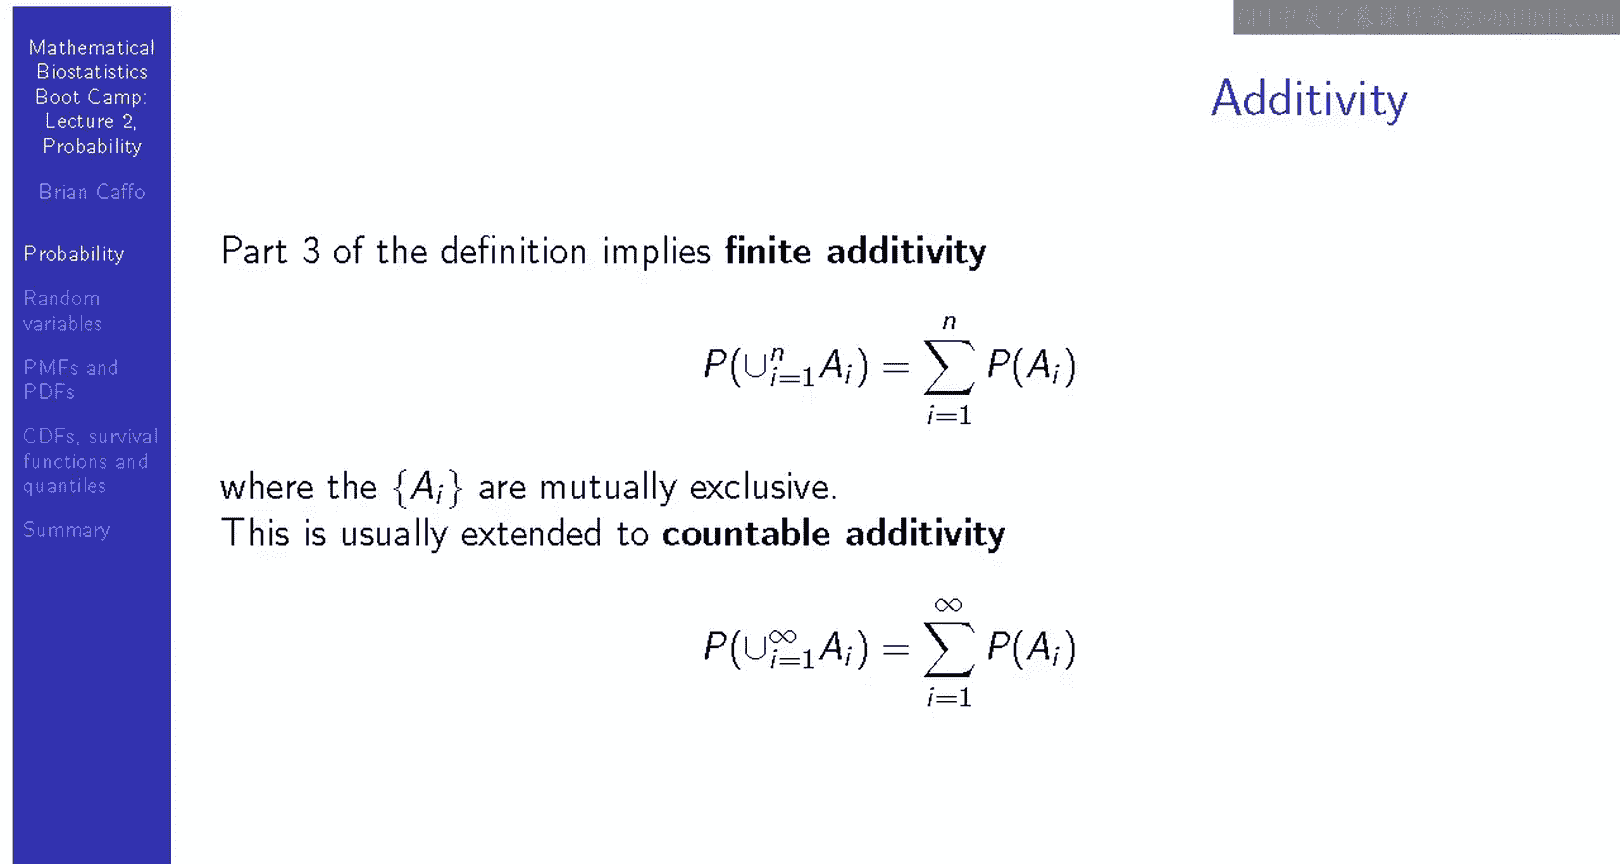 Mathematical
Biostatistics
Boot Camp:
Lecture 2,
Probability
Brian Caffo
Probability
Random
variables
PMFs and
PDFs
CDFs, survival
functions and
quantiles
Summary
Additivity
Part 3 of the definition implies finite additivity
P(∪ⁿᵢ₌₁Aᵢ) = ∑ⁿᵢ₌₁ P(Aᵢ)
where the {Aᵢ} are mutually exclusive.
This is usually extended to countable additivity
P(∪^∞ᵢ₌₁Aᵢ) = ∑^∞ᵢ₌₁ P(Aᵢ)